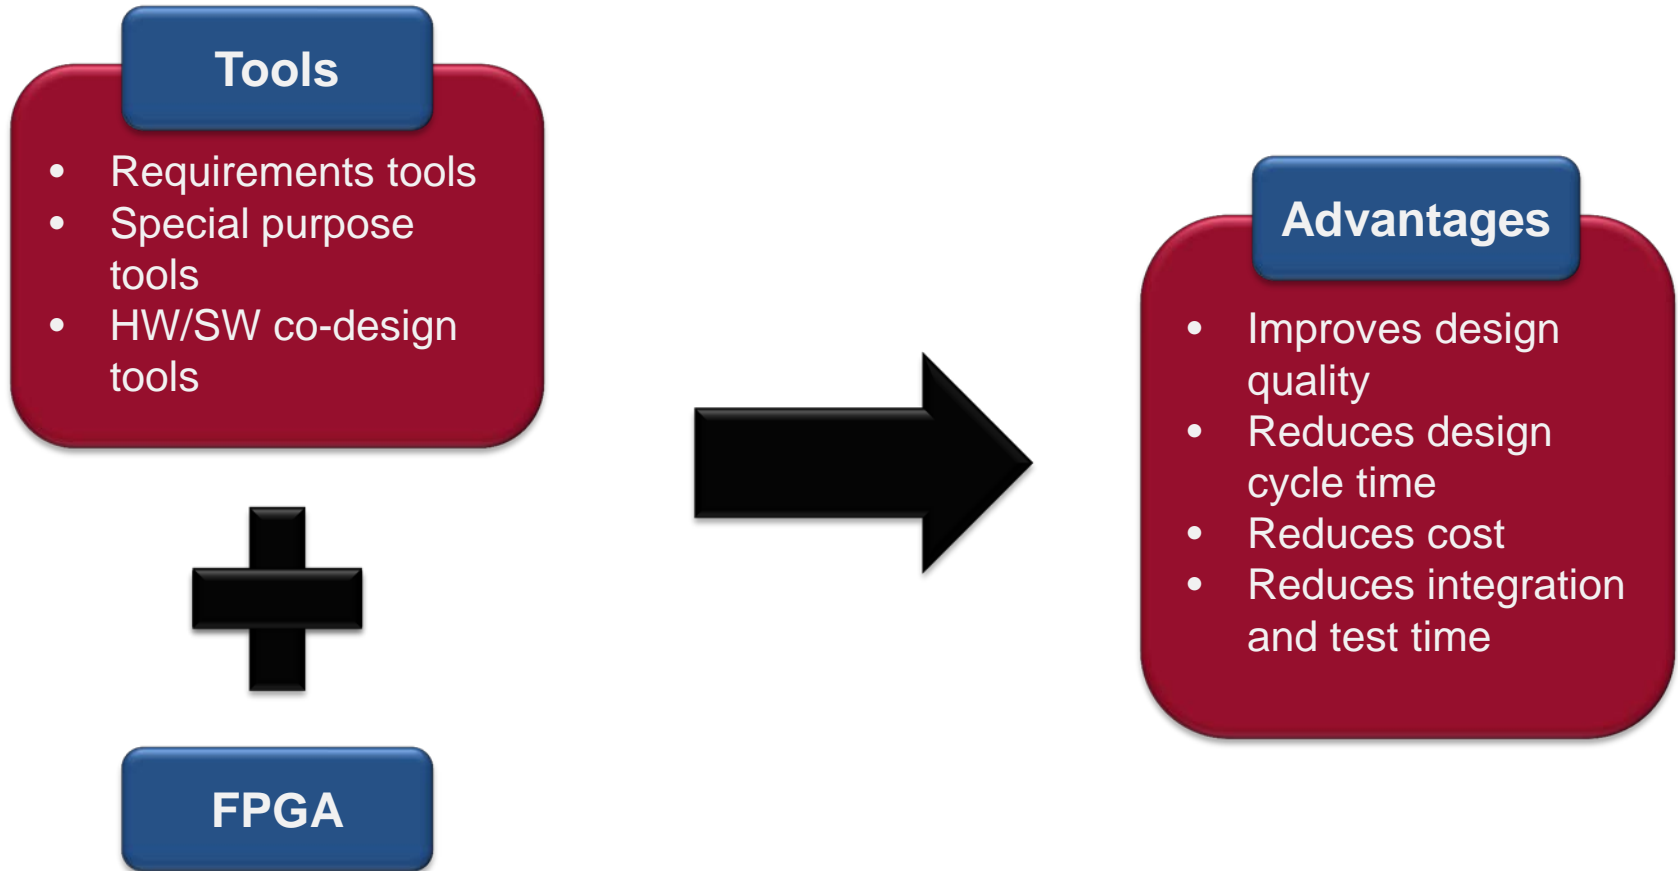 Tools
• Requirements tools
• Special purpose
tools
• HW/SW co-design
tools
FPGA
Advantages
• Improves design
quality
• Reduces design
cycle time
• Reduces cost
• Reduces integration
and test time